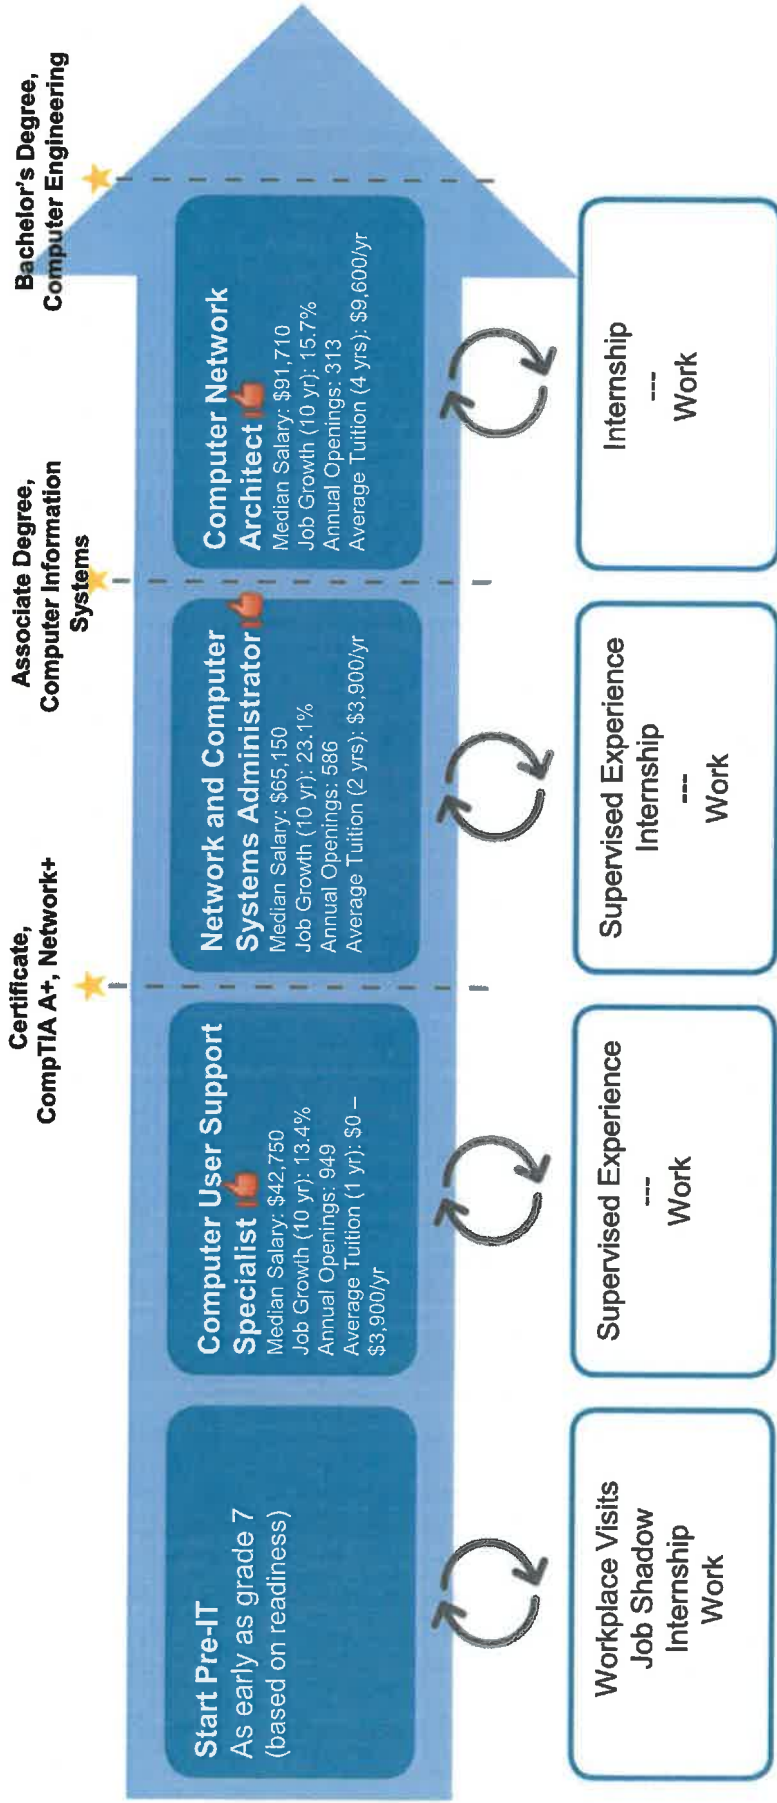 Certificate,
CompTIA A+, Network+
Associate Degree,
Computer Information
Systems
Bachelor's Degree,
Computer Engineering
Start Pre-IT
As early as grade 7
(based on readiness)
Computer User Support
Specialist
Median Salary: $42,750
Job Growth (10 yr): 13.4%
Annual Openings: 949
Average Tuition (1 yr): $0 –
$3,900/yr
Network and Computer
Systems Administrator
Median Salary: $65,150
Job Growth (10 yr): 23.1%
Annual Openings: 586
Average Tuition (2 yrs): $3,900/yr
Computer Network
Architect
Median Salary: $91,710
Job Growth (10 yr): 15.7%
Annual Openings: 313
Average Tuition (4 yrs): $9,600/yr
Workplace Visits
Job Shadow
Internship
Work
Supervised Experience
---
Work
Supervised Experience
Internship
---
Work
Internship
---
Work